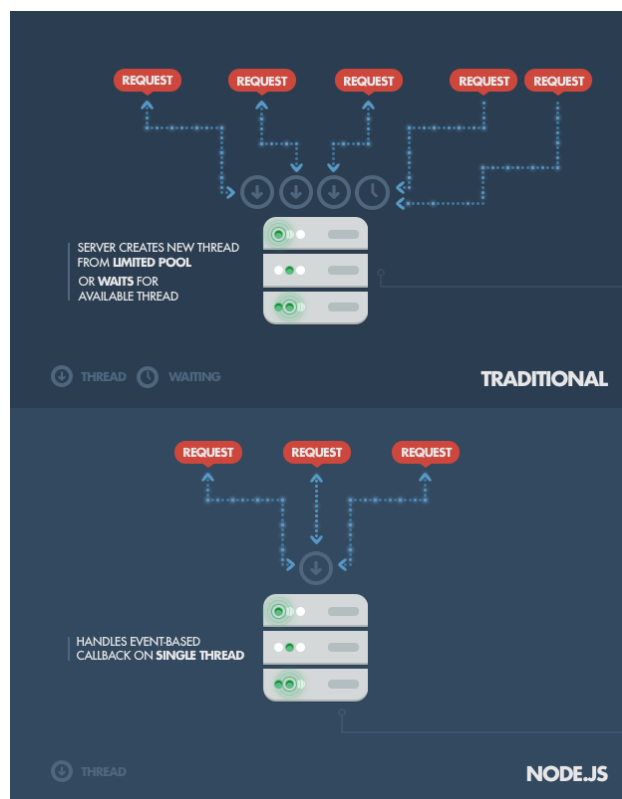 REQUEST REQUEST REQUEST REQUEST REQUEST
SERVER CREATES NEW THREAD
FROM LIMITED POOL
OR WAITS FOR
AVAILABLE THREAD
THREAD WAITING
TRADITIONAL
REQUEST REQUEST REQUEST
HANDLES EVENT-BASED
CALLBACK ON SINGLE THREAD
THREAD
NODE.JS